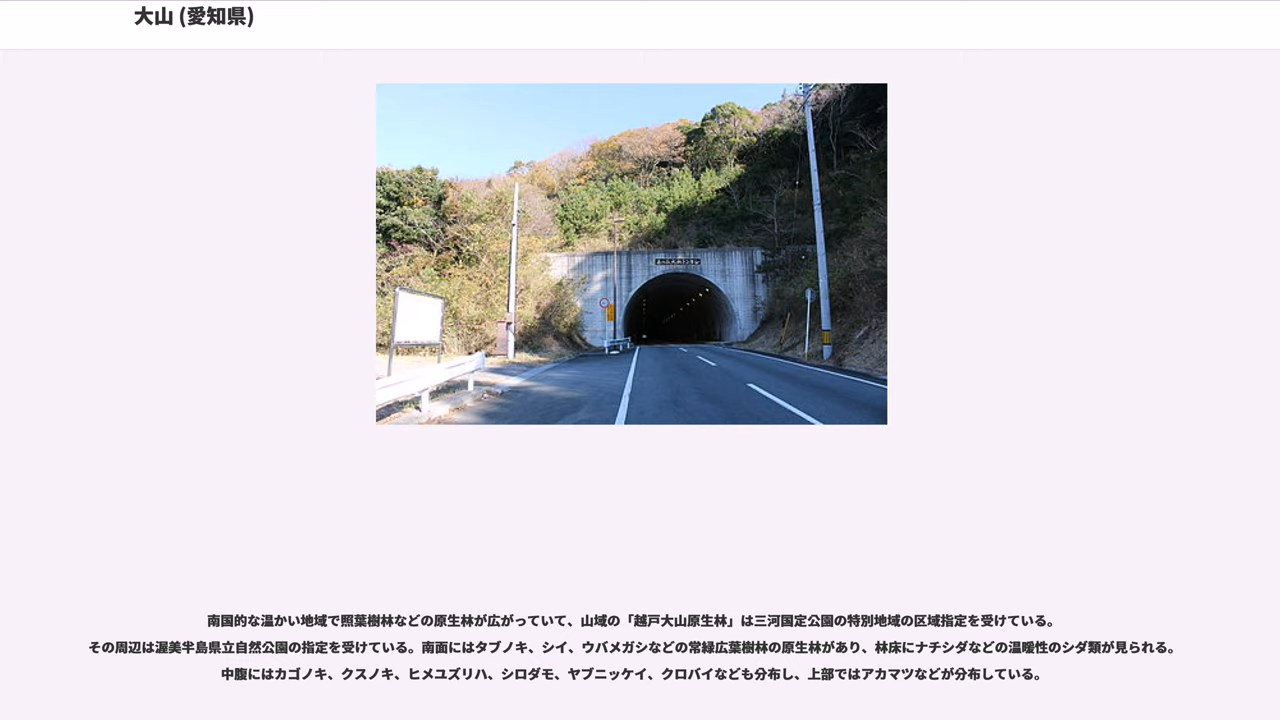 大山 (愛知県)
南国的な温かい地域で照葉樹林などの原生林が広がっていて、山域の「越戸大山原生林」は三河国定公園の特別地域の区域指定を受けている。
その周辺は渥美半島県立自然公園の指定を受けている。南面にはタブノキ、シイ、ウバメガシなどの常緑広葉樹林の原生林があり、林床にナチシダなどの温暖性のシダ類が見られる。
中腹にはカゴノキ、クスノキ、ヒメユズリハ、シロダモ、ヤブニッケイ、クロバイなども分布し、上部ではアカマツなどが分布している。